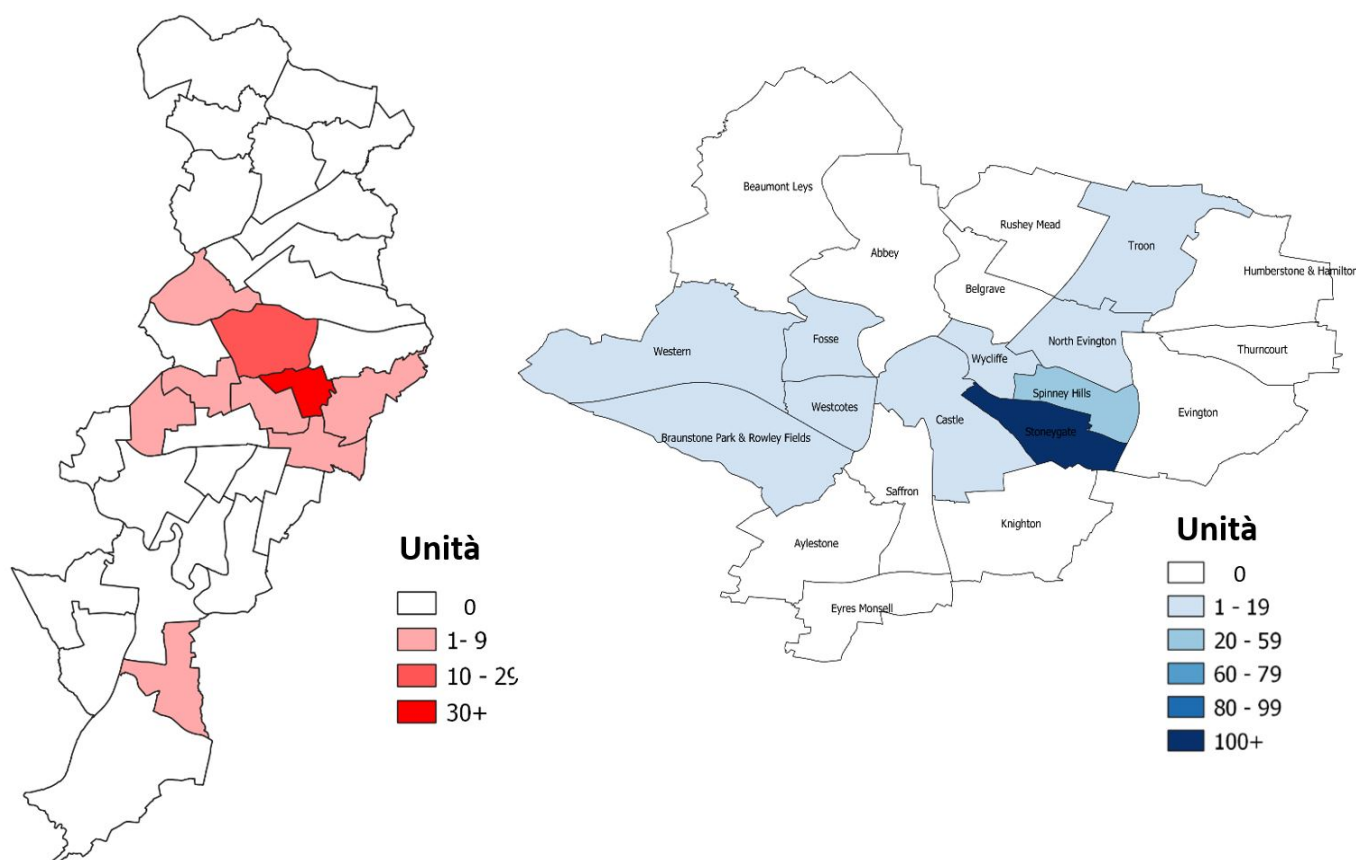 Unità
0
1- 9
10 - 29
30+
Beaumont Leys
Abbey
Rushey Mead
Troon
Humberstone & Hamilton
Belgrave
Western
Fosse
Wycliffe
North Evington
Thurncourt
Spinney Hills
Westcotes
Castle
Evington
Stoneygate
Braunstone Park & Rowley Fields
Saffron
Knighton
Aylestone
Eyres Monsell
Unità
0
1 - 19
20 - 59
60 - 79
80 - 99
100+